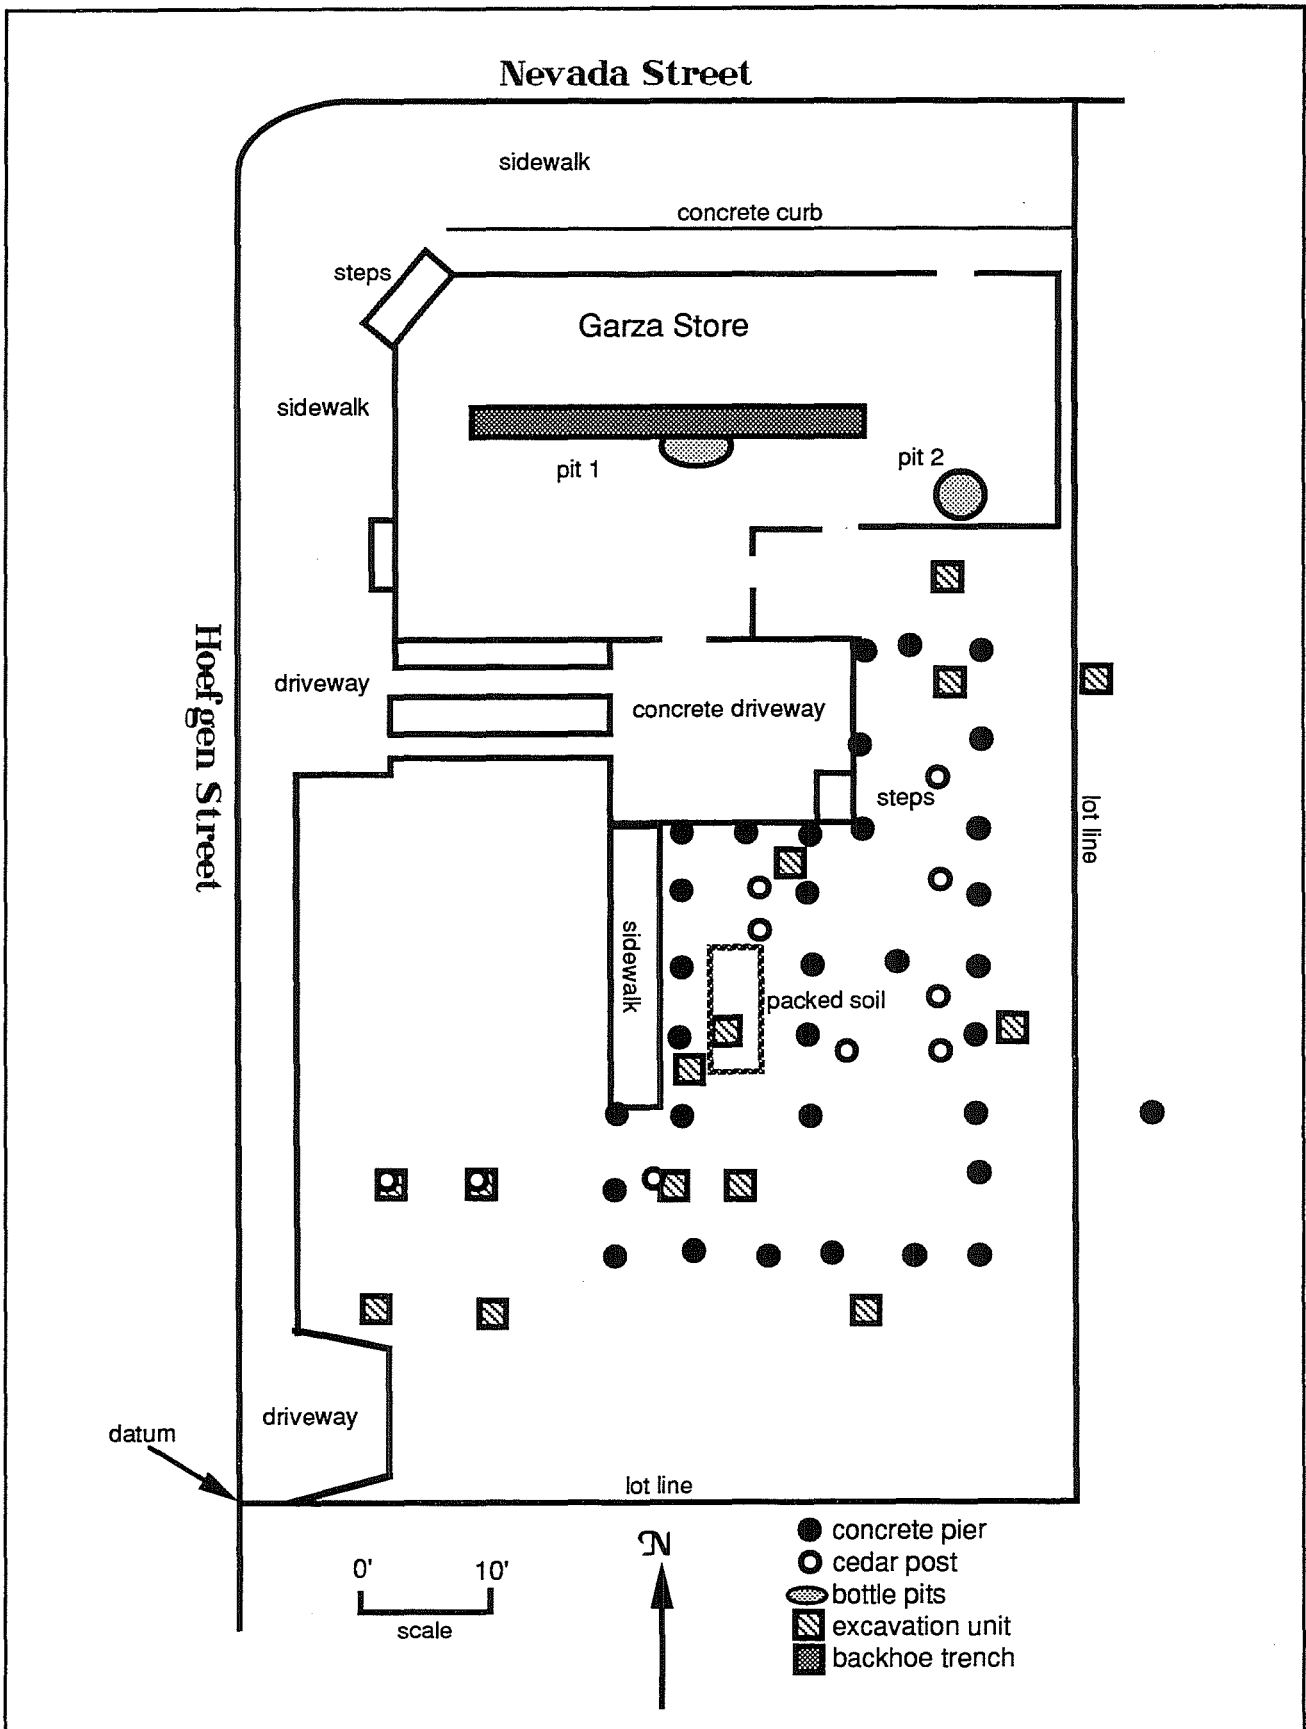 Nevada Street
sidewalk
concrete curb
steps
Garza Store
sidewalk
pit 1
pit 2
Hoefgen Street
driveway
concrete driveway
steps
lot line
sidewalk
packed soil
driveway
datum
lot line
N
0' 10'
scale
concrete pier
cedar post
bottle pits
excavation unit
backhoe trench